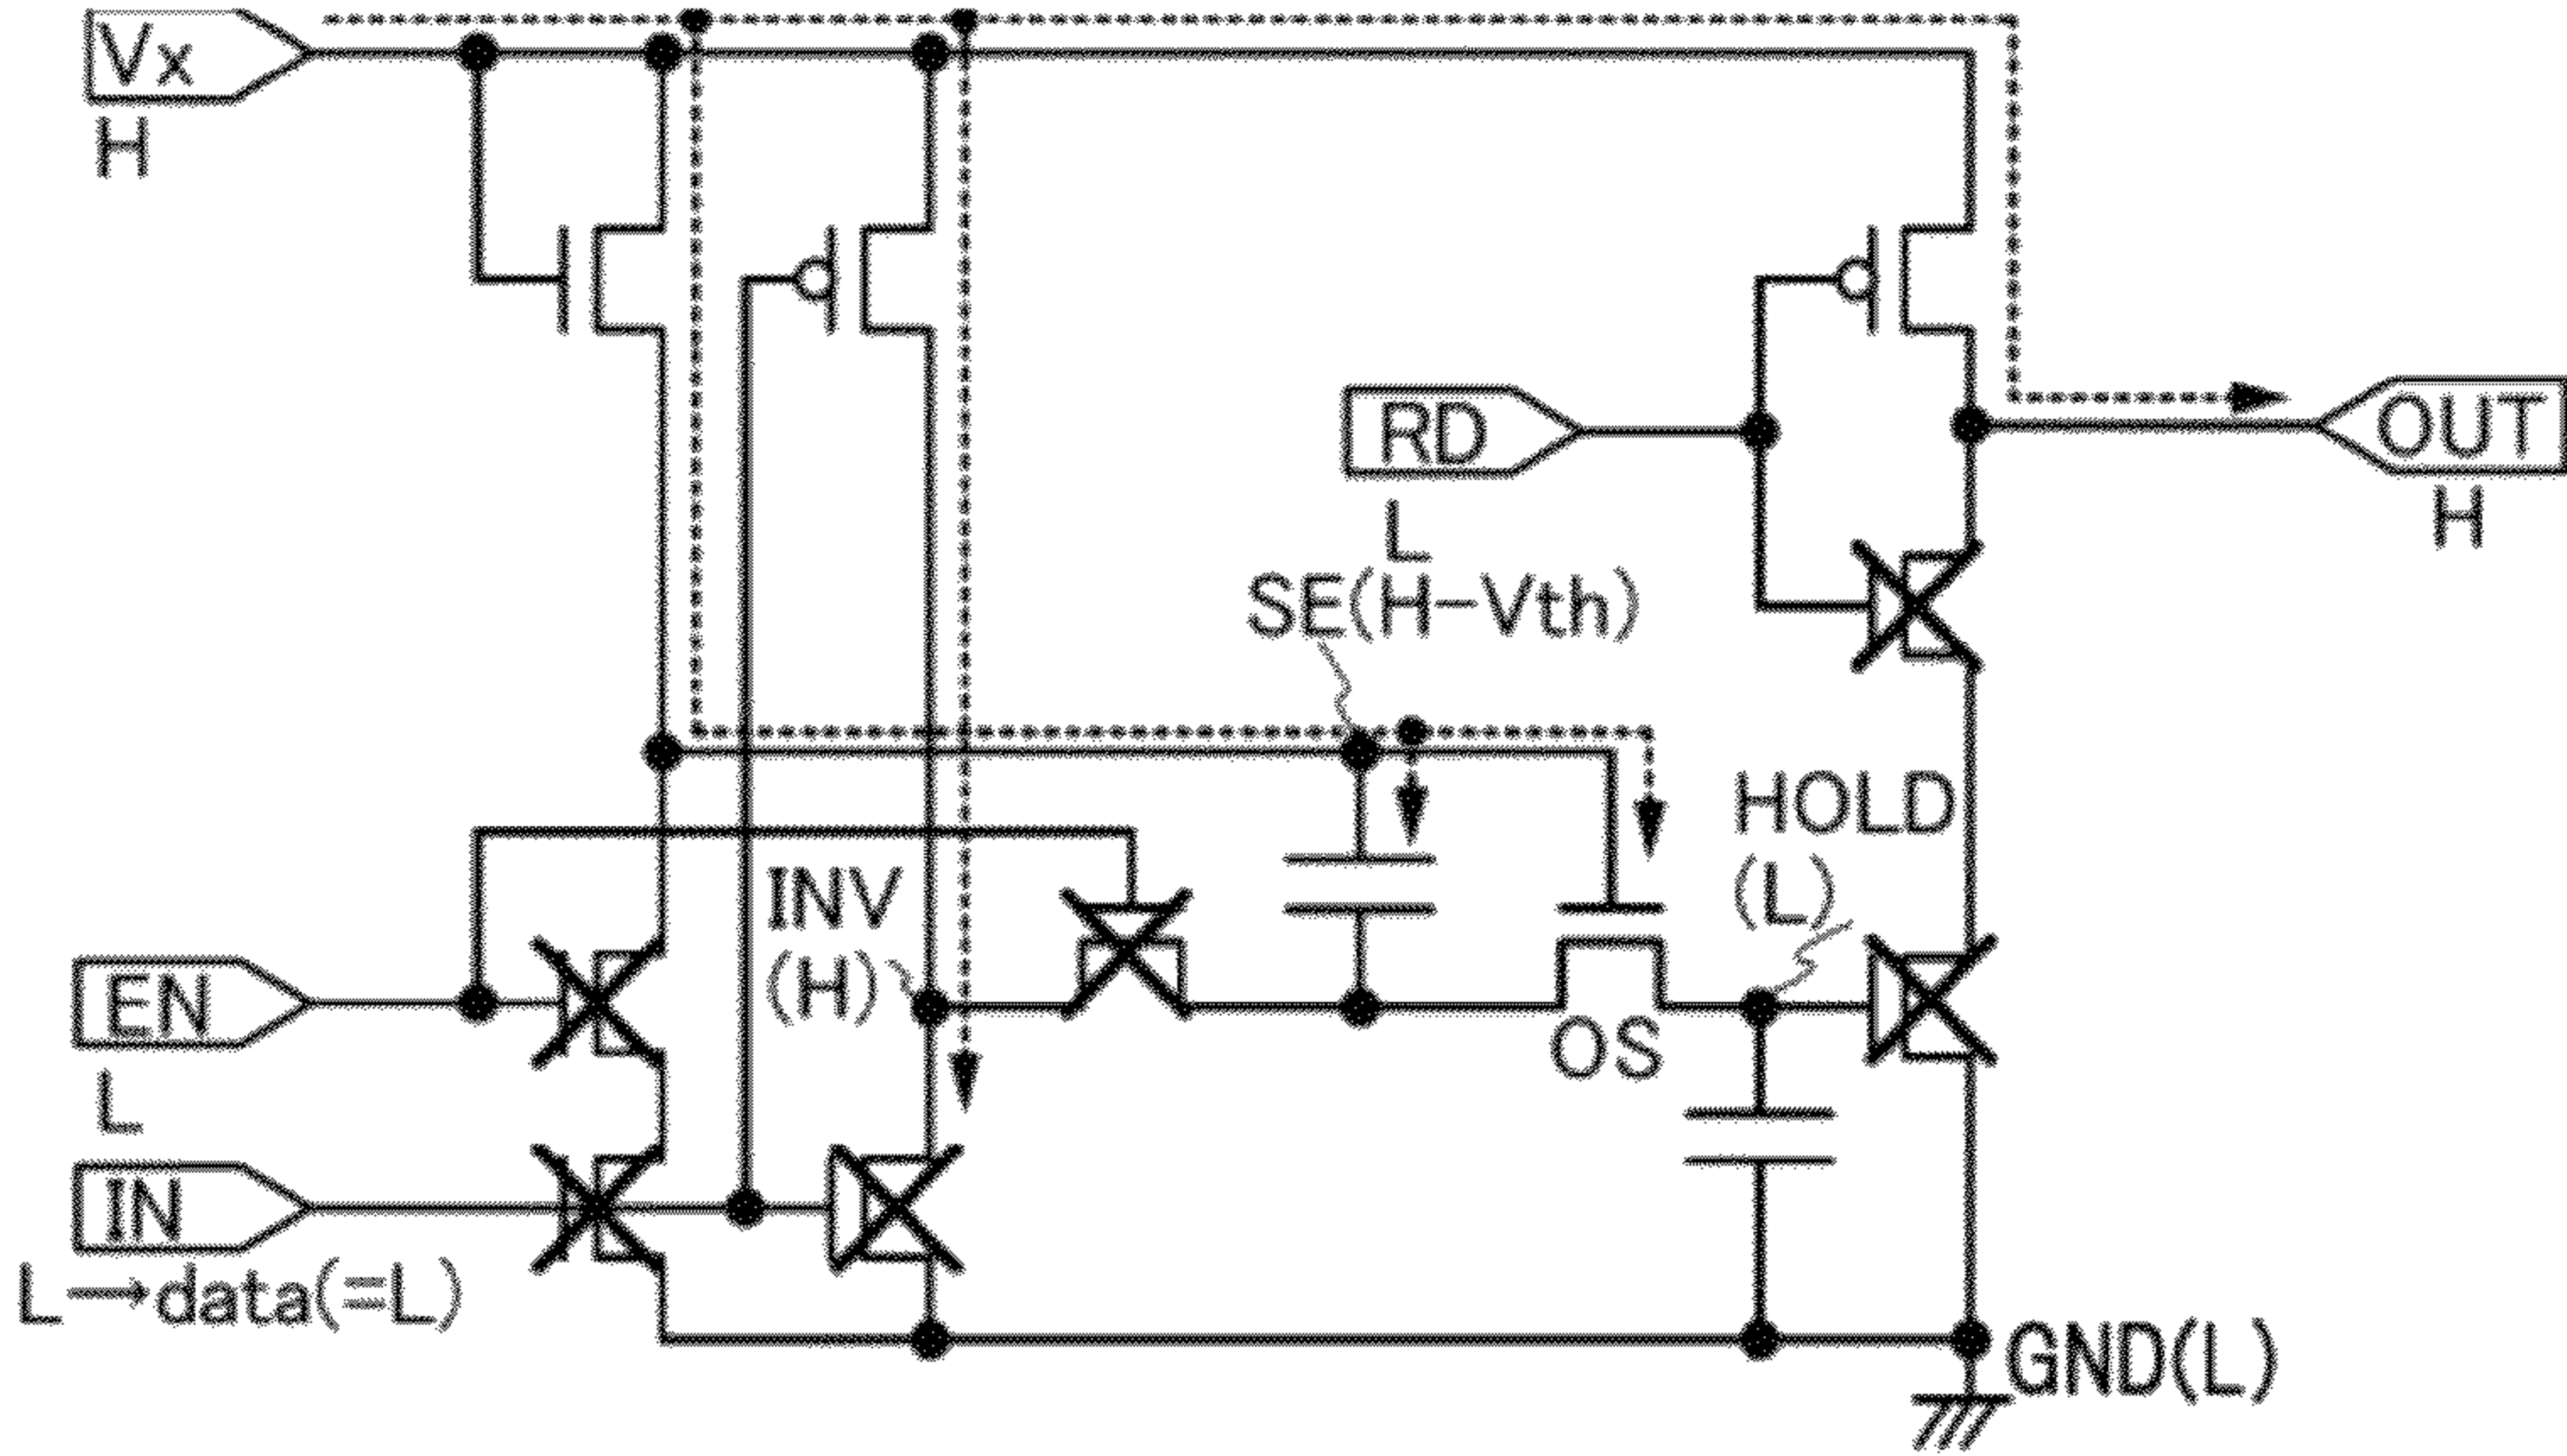 Vx
H
RD
L
OUT
H
SE(H-Vth)
HOLD
(L)
INV
(H)
EN
L
OS
IN
L→data(=L)
GND(L)